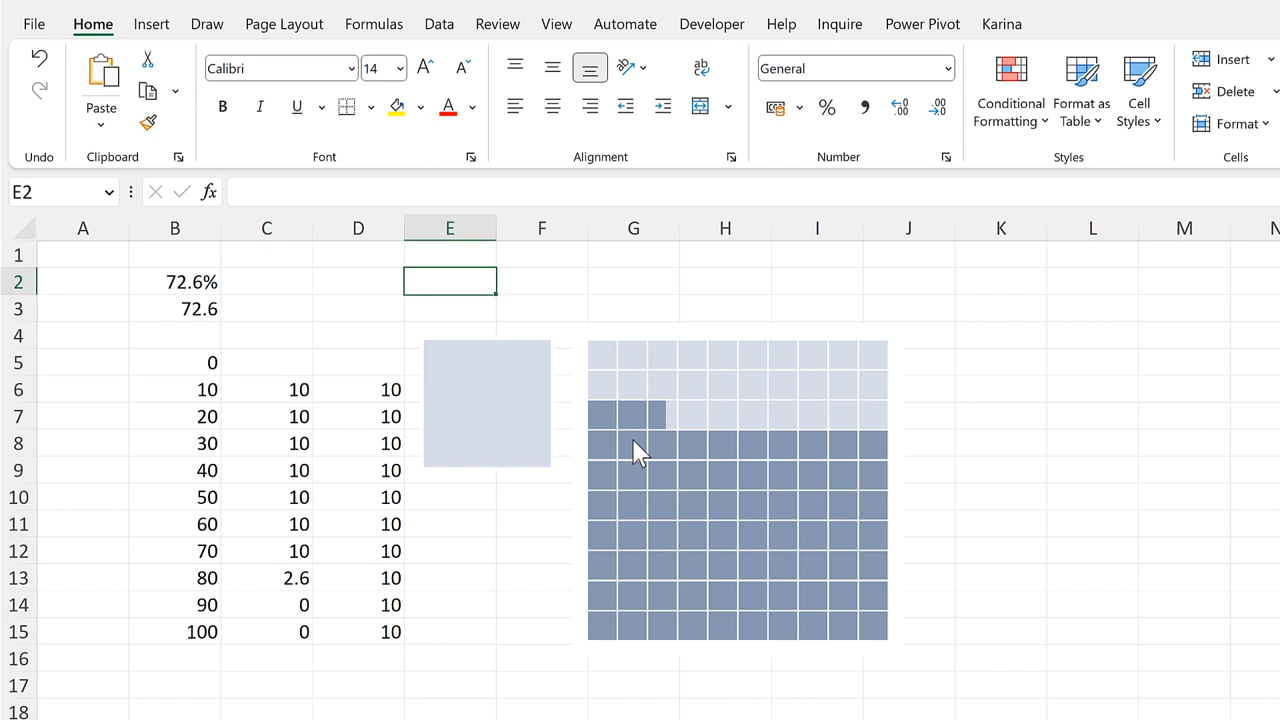 File Home Insert Draw Page Layout Formulas Data Review View Automate Developer Help Inquire Power Pivot Karina
Calibri 14 A A General Insert
Paste B I U A ab c % 9 .00 Conditional Formatting Format as Table Cell Styles Delete
Format
Undo Clipboard Font Alignment Number Styles Cells
E2 fx
A B C D E F G H I J K L M N
1
2 72.6%
3 72.6
4
5 0
6 10 10 10
7 20 10 10
8 30 10 10
9 40 10 10
10 50 10 10
11 60 10 10
12 70 10 10
13 80 2.6 10
14 90 0 10
15 100 0 10
16
17
18